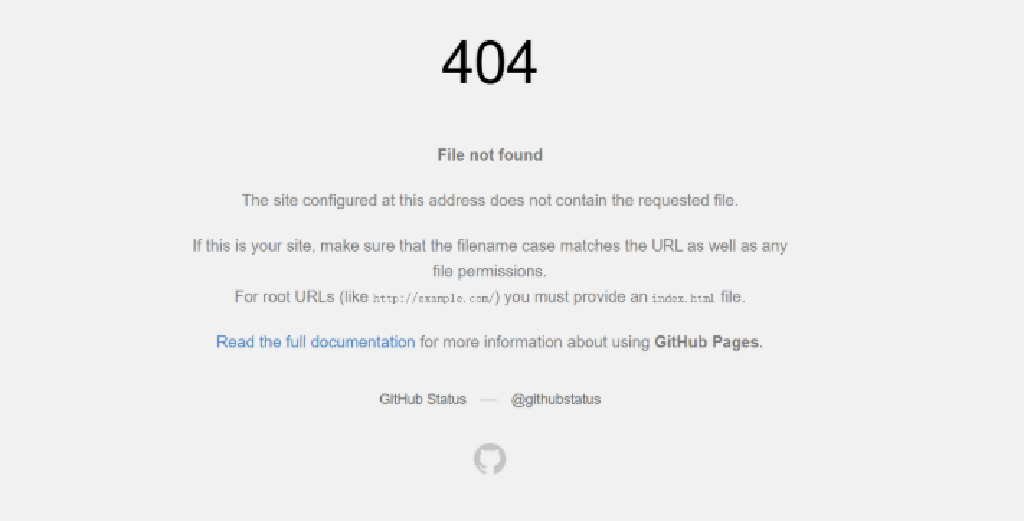 404
File not found
The site configured at this address does not contain the requested file.
If this is your site, make sure that the filename case matches the URL as well as any
file permissions.
For root URLs (like http://example.com/) you must provide an index.html file.
Read the full documentation for more information about using GitHub Pages.
GitHub Status — @githubstatus